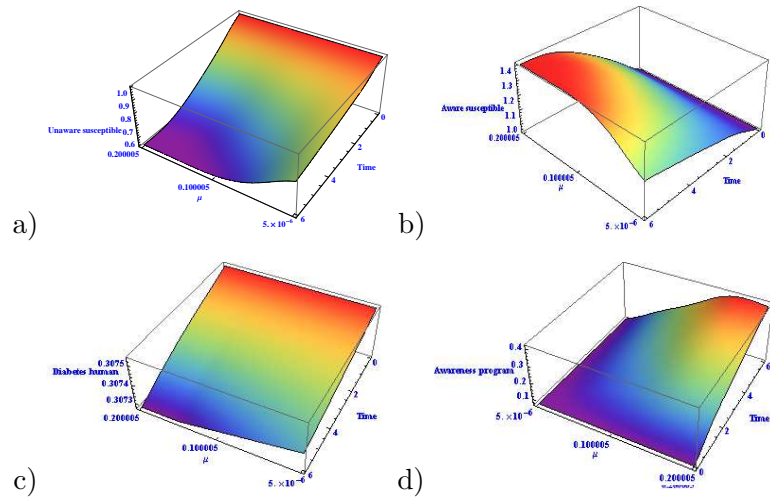 1.0
0.9
0.8
Unaware susceptible
0.7
0.6
0.200005
0.100005
μ
5.×10⁻⁶
6
4
2
0
Time
a)
1.4
1.3
Aware susceptible
1.2
1.1
1.0
0.200005
0.100005
μ
5.×10⁻⁶
6
4
2
0
Time
b)
0.3075
Diabetes human
0.3074
0.3073
0.200005
0.100005
μ
5.×10⁻⁶
6
4
2
0
Time
c)
0.4
0.3
Awareness program
0.2
0.1
5.×10⁻⁶
0.100005
μ
0.200005
0
2
4
6
Time
d)